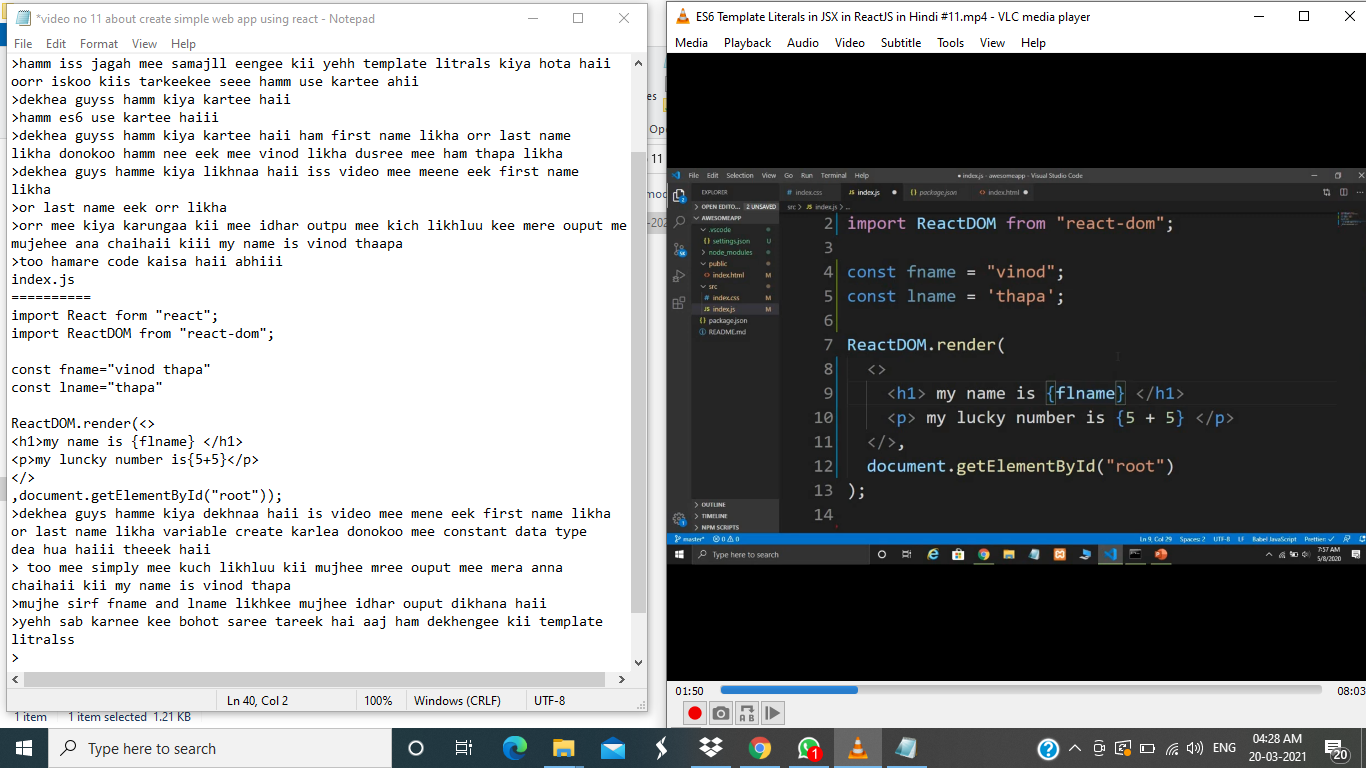 *video no 11 about create simple web app using react - Notepad
File Edit Format View Help
>hamm iss jagah mee samajll eengee kii yehh template litrals kiya hota haii
oorr iskoo kiis tarkeekee seee hamm use kartee ahii
>dekhea guyss hamm kiya kartee haii
>hamm es6 use kartee haiii
>dekhea guyss hamm kiya kartee haii ham first name likha orr last name
likha donokoo hamm nee eek mee vinod likha dusree mee ham thapa likha
>dekhea guys hamme kiya likhnaa haii iss video mee meene eek first name
likha
>or last name eek orr likha
>orr mee kiya karungaa kii mee idhar outpu mee kich likhluu kee mere ouput me
mujehee ana chaihaii kiii my name is vinod thaapa
>too hamare code kaisa haii abhiii
index.js
==========
import React form "react";
import ReactDOM from "react-dom";
const fname="vinod thapa"
const lname="thapa"
ReactDOM.render(<>
<h1>my name is {flname} </h1>
<p>my luncky number is{5+5}</p>
</>
,document.getElementById("root"));
>dekhea guys hamme kiya dekhnaa haii is video mee mene eek first name likha
or last name likha variable create karlea donokoo mee constant data type
dea hua haiii theeek haii
> too mee simply mee kuch likhluu kii mujhee mree ouput mee mera anna
chaihaii kii my name is vinod thapa
>mujhe sirf fname and lname likhkee mujhee idhar ouput dikhana haii
>yehh sab karnee kee bohot saree tareek hai aaj ham dekhengee kii template
litralss
>
Ln 40, Col 2 100% Windows (CRLF) UTF-8
1 item 1 item selected 1.21 KB
es
Ope
11
mod
-202
ES6 Template Literals in JSX in ReactJS in Hindi #11.mp4 - VLC media player
Media Playback Audio Video Subtitle Tools View Help
File Edit Selection View Go Run Terminal Help ● index.js - awesomeapp - Visual Studio Code
EXPLORER
OPEN EDITO... 2 UNSAVED
AWESOMEAPP
.vscode
settings.json U
node_modules
public
index.html M
src
index.css M
index.js M
package.json
README.md
OUTLINE
TIMELINE
NPM SCRIPTS
index.css index.js package.json index.html
src > JS index.js > ...
2 import ReactDOM from "react-dom";
3
4 const fname = "vinod";
5 const lname = 'thapa';
6
7 ReactDOM.render(
8 <>
9 <h1> my name is {flname} </h1>
10 <p> my lucky number is {5 + 5} </p>
11 </>,
12 document.getElementById("root")
13 );
14
master* 0 0 Ln 9, Col 29 Spaces: 2 UTF-8 LF Babel JavaScript Prettier: ✓
Type here to search 7:57 AM
5/8/2020
01:50 08:03
A B
Type here to search 1 ENG 04:28 AM
20-03-2021 20